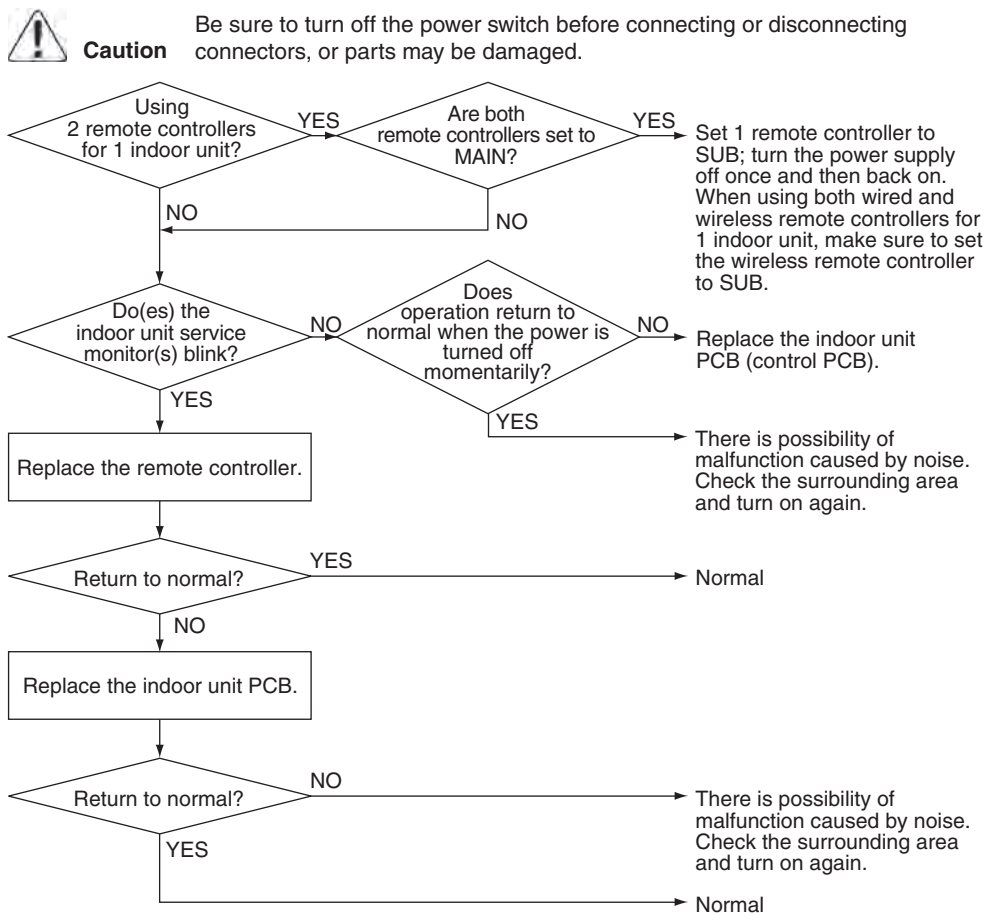 Be sure to turn off the power switch before connecting or disconnecting
Caution
connectors, or parts may be damaged.
Using
2 remote controllers
for 1 indoor unit?
YES
Are both
remote controllers set to
MAIN?
YES
Set 1 remote controller to
SUB; turn the power supply
off once and then back on.
When using both wired and
wireless remote controllers for
1 indoor unit, make sure to set
the wireless remote controller
to SUB.
NO
NO
Do(es) the
indoor unit service
monitor(s) blink?
NO
Does
operation return to
normal when the power is
turned off
momentarily?
NO
Replace the indoor unit
PCB (control PCB).
YES
YES
There is possibility of
malfunction caused by noise.
Check the surrounding area
and turn on again.
Replace the remote controller.
Return to normal?
YES
Normal
NO
Replace the indoor unit PCB.
Return to normal?
NO
There is possibility of
malfunction caused by noise.
Check the surrounding area
and turn on again.
YES
Normal